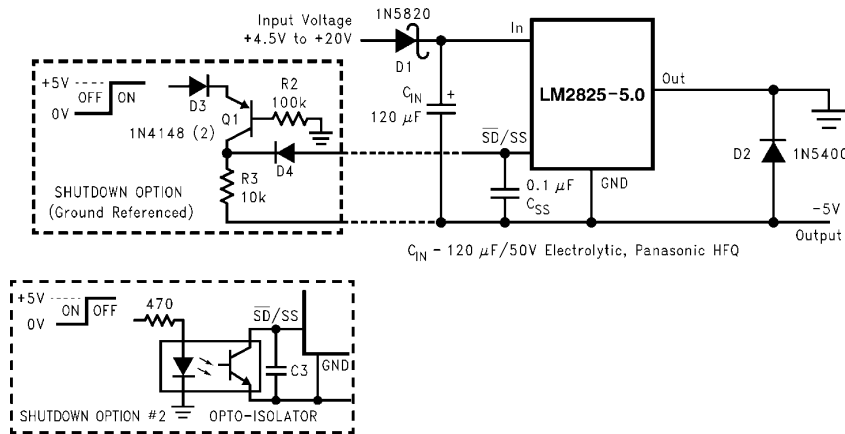 Input Voltage
+4.5V to +20V
1N5820
D1
In
LM2825-5.0
Out
C_IN
+
120 µF
SD/SS
GND
0.1 µF
C_SS
D2
1N5400
-5V
Output
+5V
0V
OFF
ON
D3
1N4148 (2)
Q1
R2
100k
D4
R3
10k
SHUTDOWN OPTION
(Ground Referenced)
C_IN - 120 µF/50V Electrolytic, Panasonic HFQ
+5V
0V
ON
OFF
470
SD/SS
GND
C3
SHUTDOWN OPTION #2
OPTO-ISOLATOR